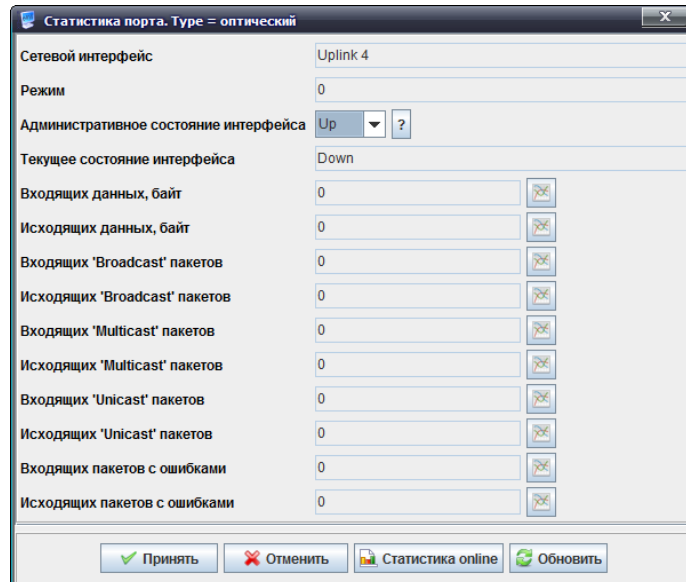 Статистика порта. Type = оптический
Сетевой интерфейс Uplink 4
Режим 0
Административное состояние интерфейса Up ?
Текущее состояние интерфейса Down
Входящих данных, байт 0
Исходящих данных, байт 0
Входящих 'Broadcast' пакетов 0
Исходящих 'Broadcast' пакетов 0
Входящих 'Multicast' пакетов 0
Исходящих 'Multicast' пакетов 0
Входящих 'Unicast' пакетов 0
Исходящих 'Unicast' пакетов 0
Входящих пакетов с ошибками 0
Исходящих пакетов с ошибками 0
Принять Отменить Статистика online Обновить